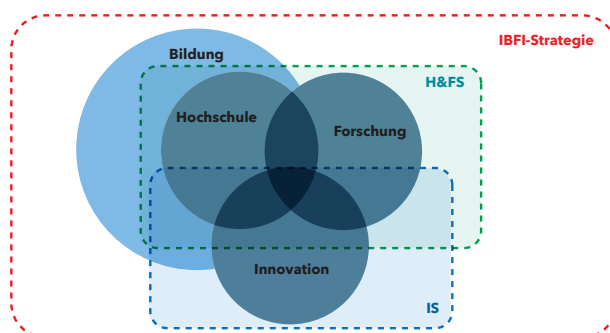 IBFI-Strategie
Bildung
H&FS
Hochschule
Forschung
Innovation
IS